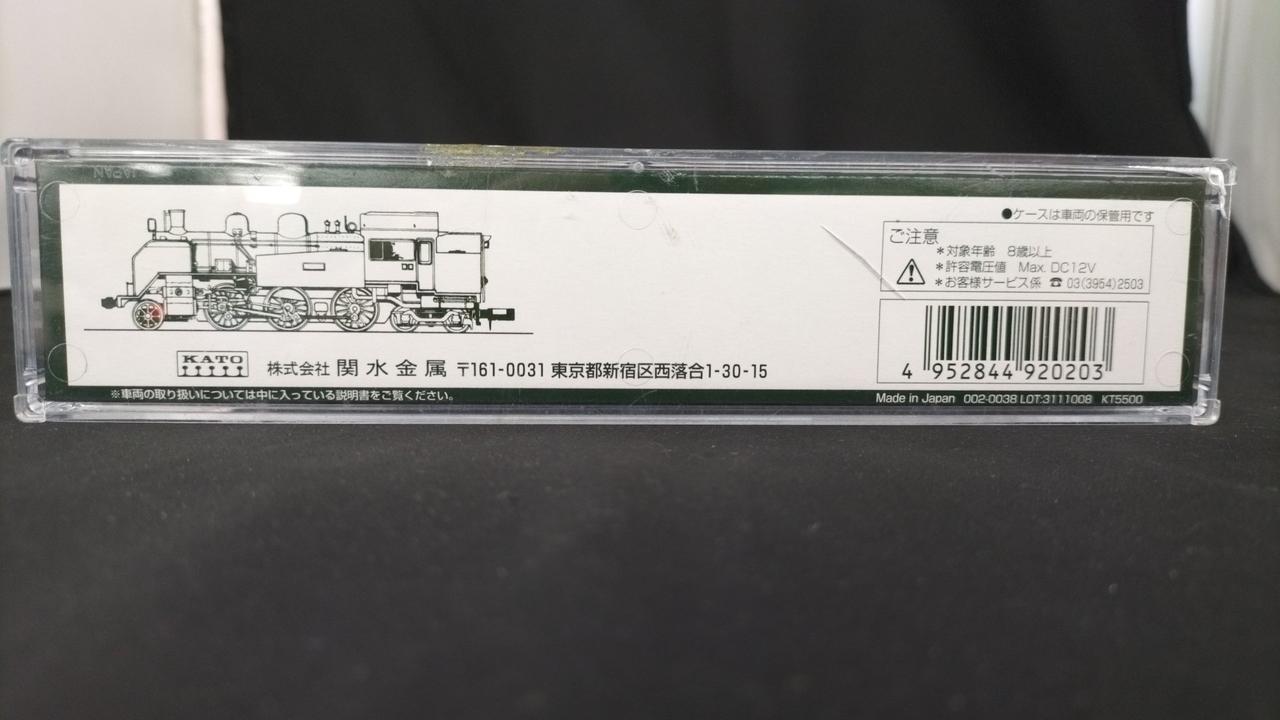 JAPAN
●ケースは車両の保管用です
ご注意
*対象年齢 8歳以上
*許容電圧値 Max. DC12V
*お客様サービス係 ☎ 03(3954)2503
KATO
株式会社 関水金属 〒161-0031 東京都新宿区西落合1-30-15
4 952844 920203
※車両の取り扱いについては中に入っている説明書をご覧ください。
Made in Japan 002-0038 LOT:3111008 KT5500